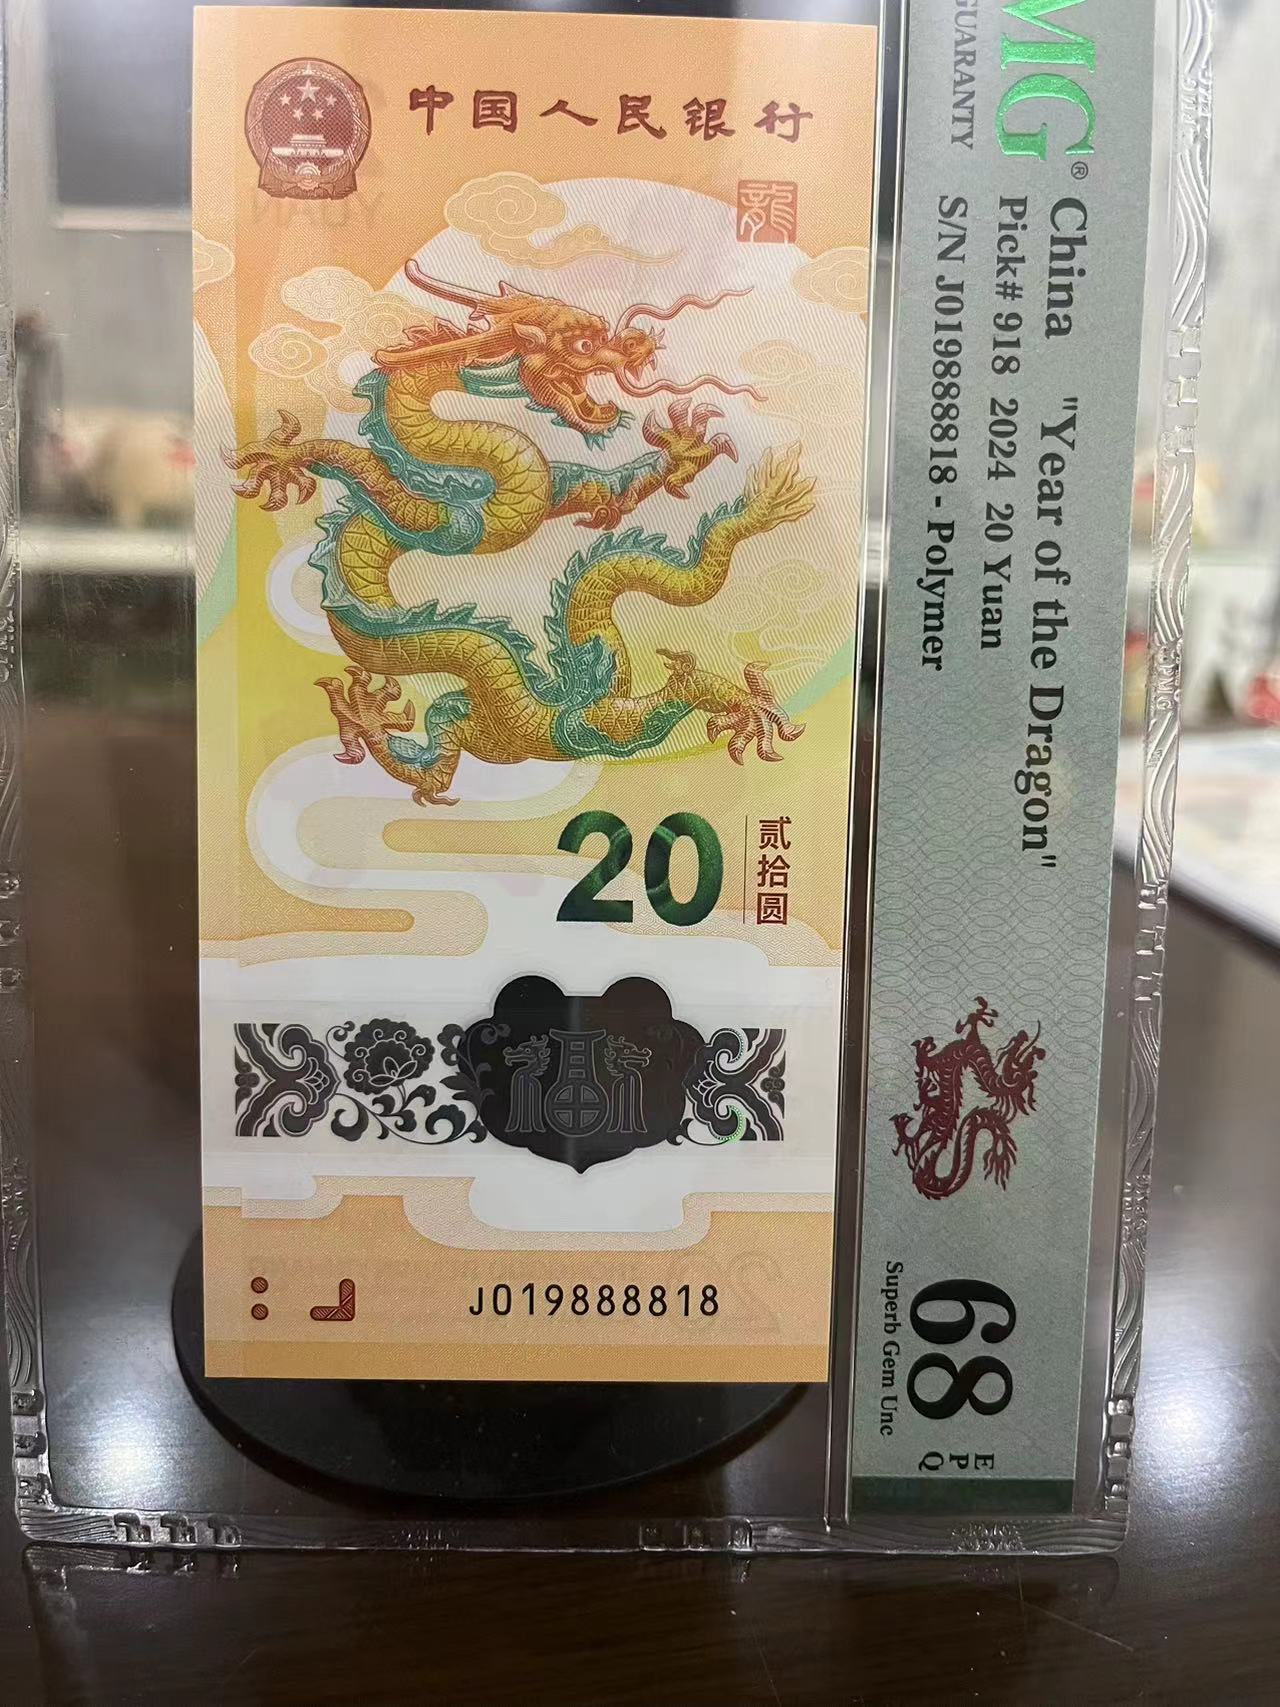 中国人民银行
龍
20
贰拾圆
福
J019888818
MG®
GUARANTY
China "Year of the Dragon"
Pick# 918 2024 20 Yuan
S/N J019888818 - Polymer
68 EPQ
Superb Gem Unc